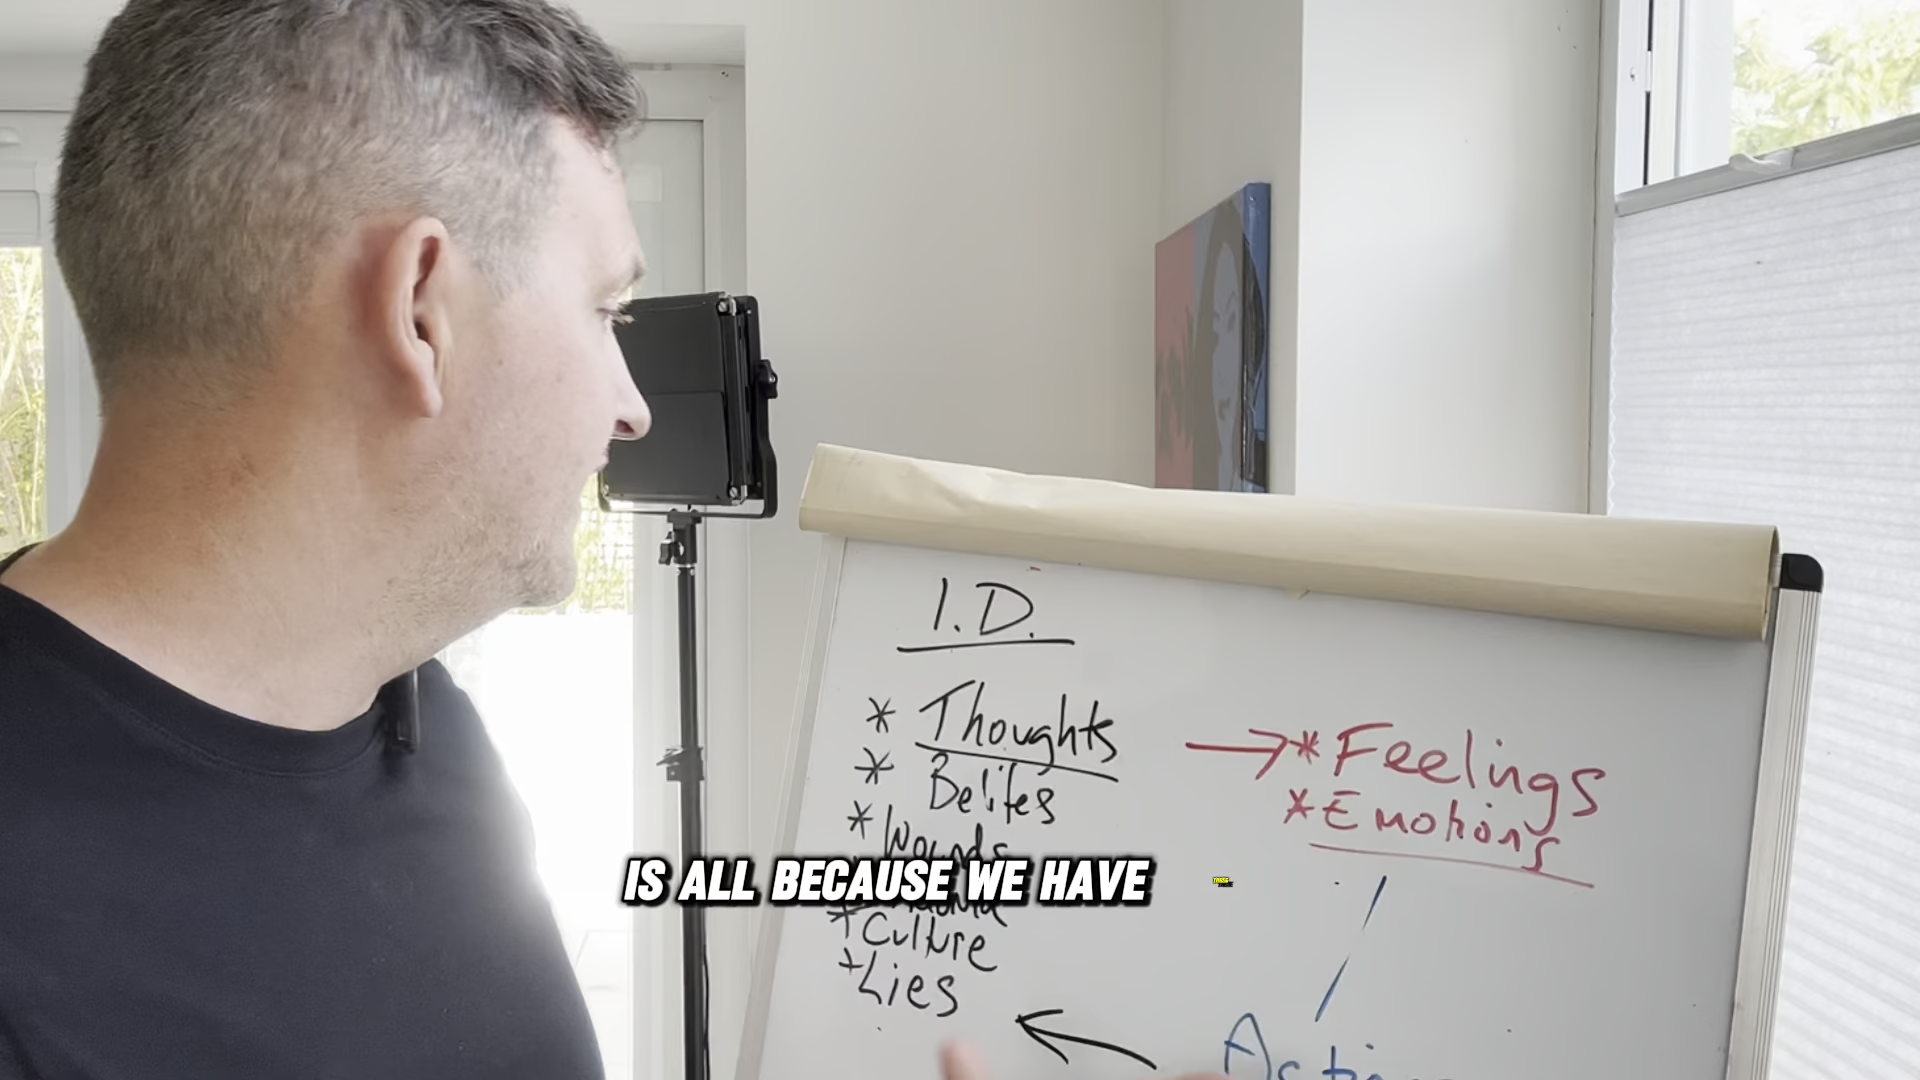 I.D.
* Thoughts
* Belifes
* Wounds
* Culture
* Lies
→ * Feelings
* Emotions
IS ALL BECAUSE WE HAVE